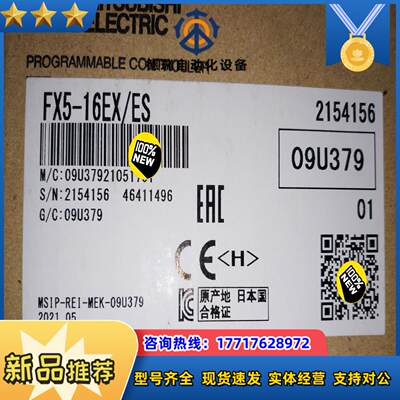 MITSUBISHI
ELECTRIC
PROGRAMMABLE CONTROLLER
FX5-16EX/ES
2154156
M/C:09U37921051701
S/N:2154156 46411496
G/C:09U379
09U379
01
100%
NEW
100%
NEW
EAC
CE <H>
MSIP-REI-MEK-09U379
2021.05
原产地 日本国
合格证
咨询热线：17717628972
新品推荐
型号齐全 现货速发 实体经营 支持对公